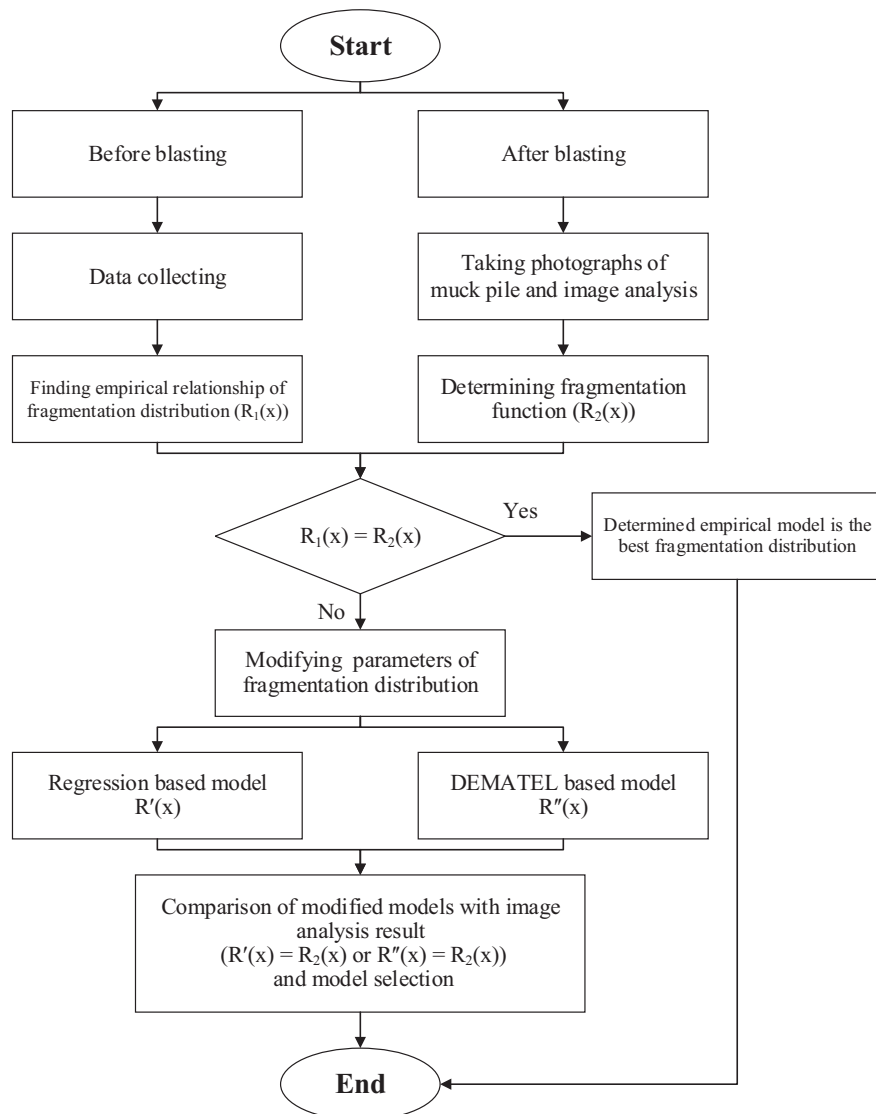 Start
Before blasting
After blasting
Data collecting
Taking photographs of
muck pile and image analysis
Finding empirical relationship of
fragmentation distribution (R₁(x))
Determining fragmentation
function (R₂(x))
R₁(x) = R₂(x)
Yes
Determined empirical model is the
best fragmentation distribution
No
Modifying parameters of
fragmentation distribution
Regression based model
R′(x)
DEMATEL based model
R″(x)
Comparison of modified models with image
analysis result
(R′(x) = R₂(x) or R″(x) = R₂(x))
and model selection
End